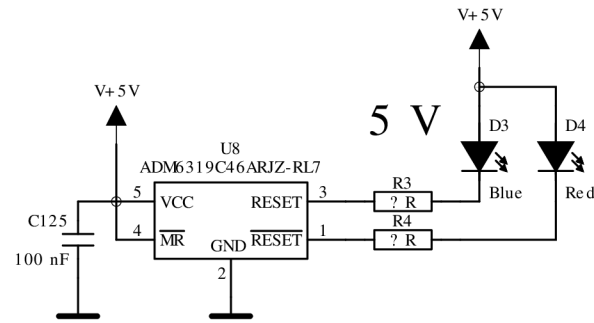 V+5V
V+5V
5 V
D3
D4
U8
ADM6319C46ARJZ-RL7
Blue
Red
5
VCC
RESET
3
R3
? R
C125
100 nF
4
MR
GND
RESET
1
R4
? R
2